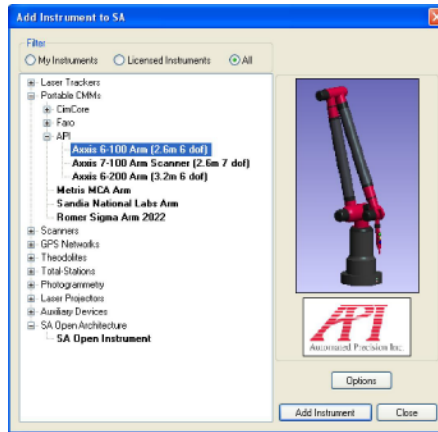 Add Instrument to SA
Filter
My Instruments
Licensed Instruments
All
Laser Trackers
Portable CMMs
CimCore
Faro
API
Axxis 6-100 Arm (2.6m 6 dof)
Axxis 7-100 Arm Scanner (2.6m 7 dof)
Axxis 6-200 Arm (3.2m 6 dof)
Metris MCA Arm
Sandia National Labs Arm
Romer Sigma Arm 2022
Scanners
GPS Networks
Theodolites
Total-Stations
Photogrammetry
Laser Projectors
Auxiliary Devices
SA Open Architecture
SA Open Instrument
API
Automated Precision Inc.
Options
Add Instrument
Close